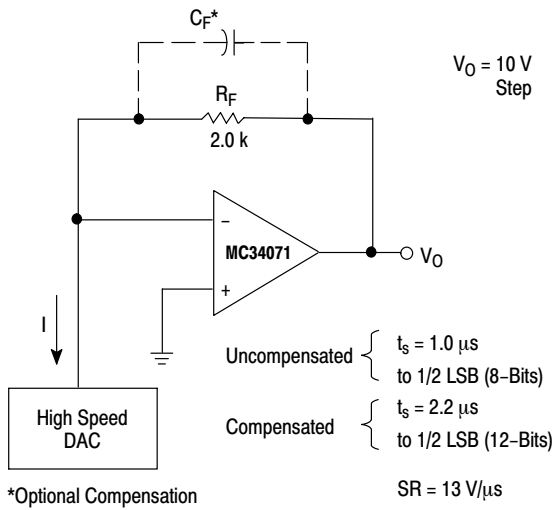 C_F*
V_O = 10 V
Step
R_F
2.0 k
−
MC34071
+
V_O
I
High Speed
DAC
Uncompensated
t_s = 1.0 μs
to 1/2 LSB (8−Bits)
Compensated
t_s = 2.2 μs
to 1/2 LSB (12−Bits)
*Optional Compensation
SR = 13 V/μs